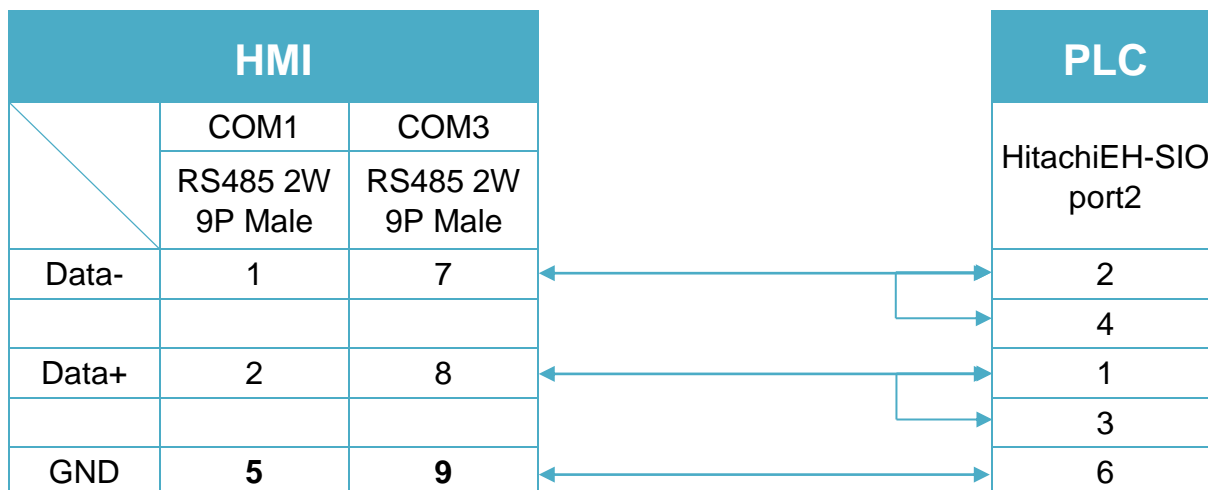 HMI PLC
COM1 COM3
HitachiEH-SIO
port2
RS485 2W RS485 2W
9P Male 9P Male
Data- 1 7 2
4
Data+ 2 8 1
3
GND 5 9 6